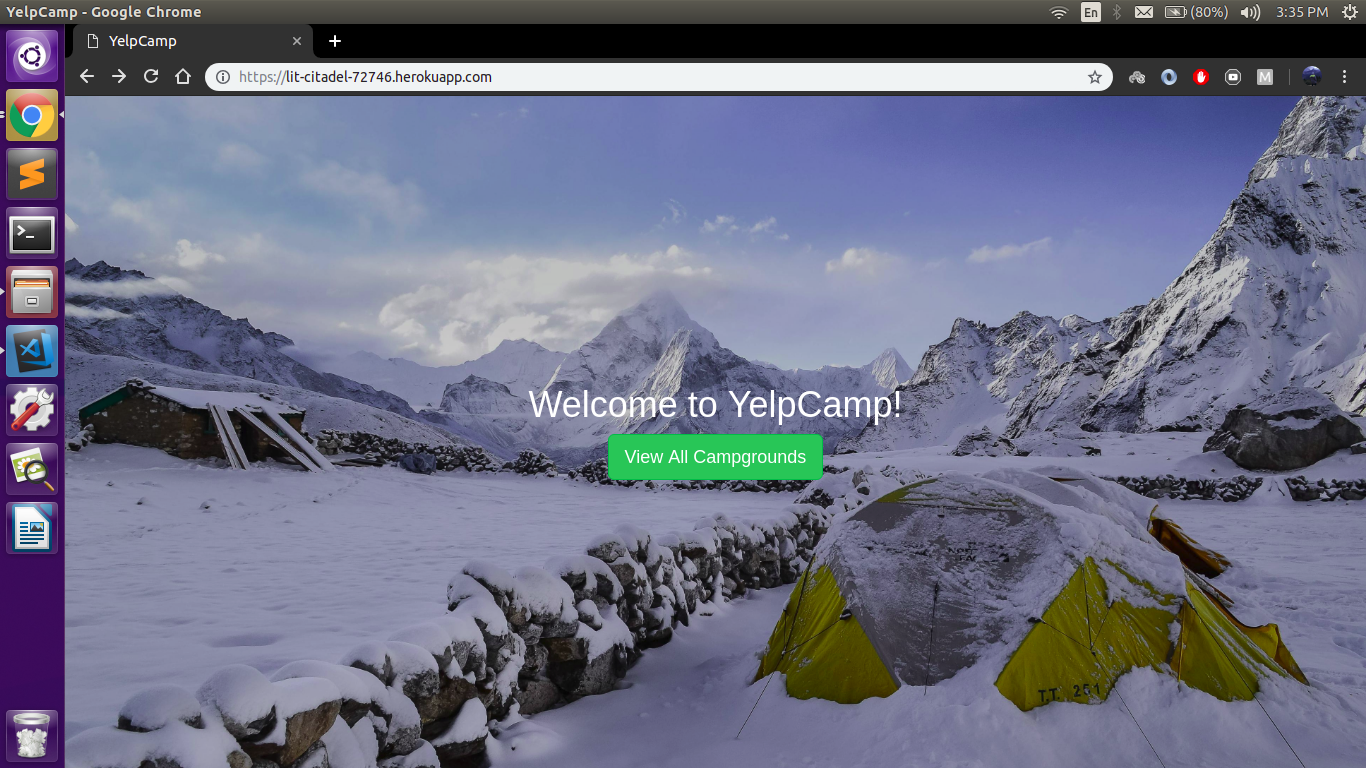 YelpCamp - Google Chrome
En
(80%)
3:35 PM
YelpCamp
https://lit-citadel-72746.herokuapp.com
M
Welcome to YelpCamp!
View All Campgrounds
T.T. 251